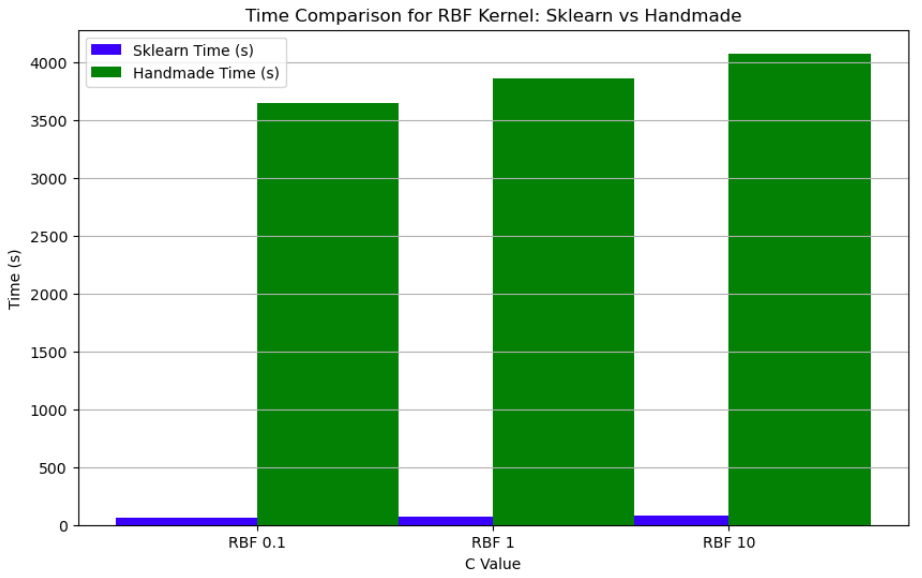 Time Comparison for RBF Kernel: Sklearn vs Handmade
Sklearn Time (s)
Handmade Time (s)
4000
3500
3000
2500
2000
1500
1000
500
0
Time (s)
RBF 0.1
RBF 1
RBF 10
C Value